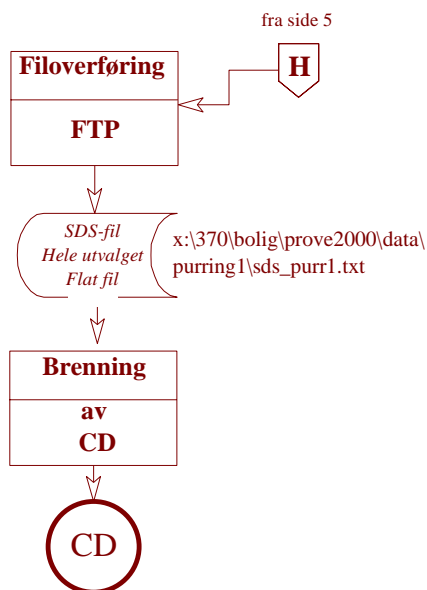 fra side 5
H
Filoverføring
FTP
SDS-fil
Hele utvalget
Flat fil
x:\370\bolig\prove2000\data\
purring1\sds_purr1.txt
Brenning
av
CD
CD